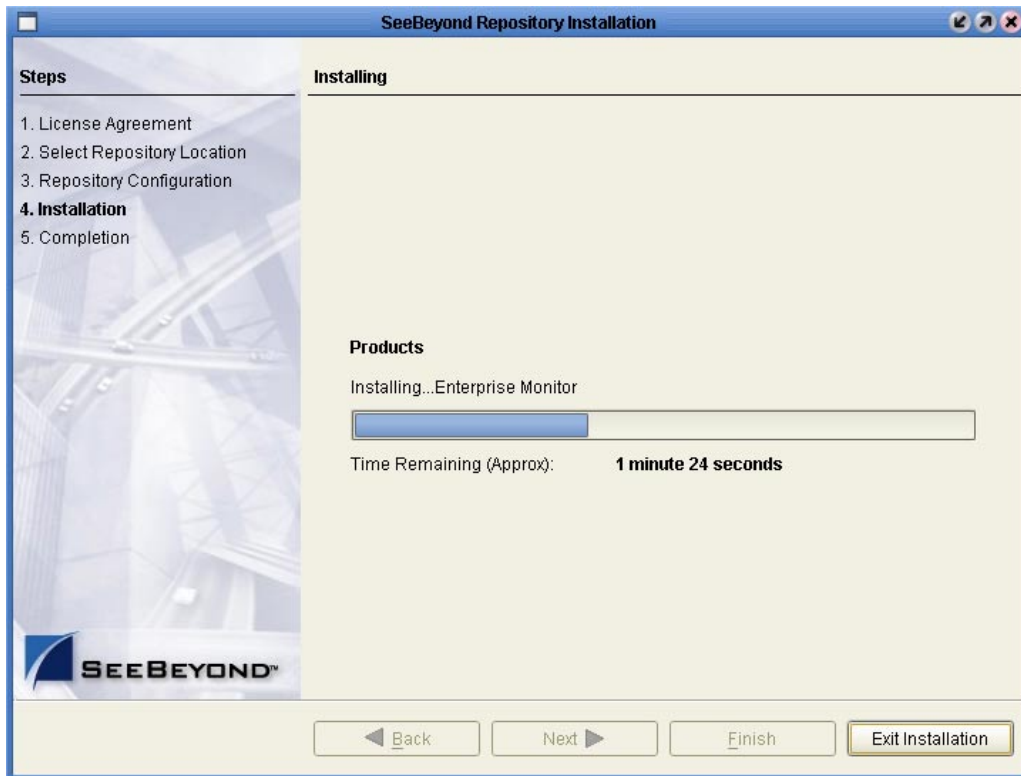 SeeBeyond Repository Installation
Steps
1. License Agreement
2. Select Repository Location
3. Repository Configuration
4. Installation
5. Completion
SEEBEYOND™
Installing
Products
Installing...Enterprise Monitor
Time Remaining (Approx): 1 minute 24 seconds
Back Next Finish Exit Installation